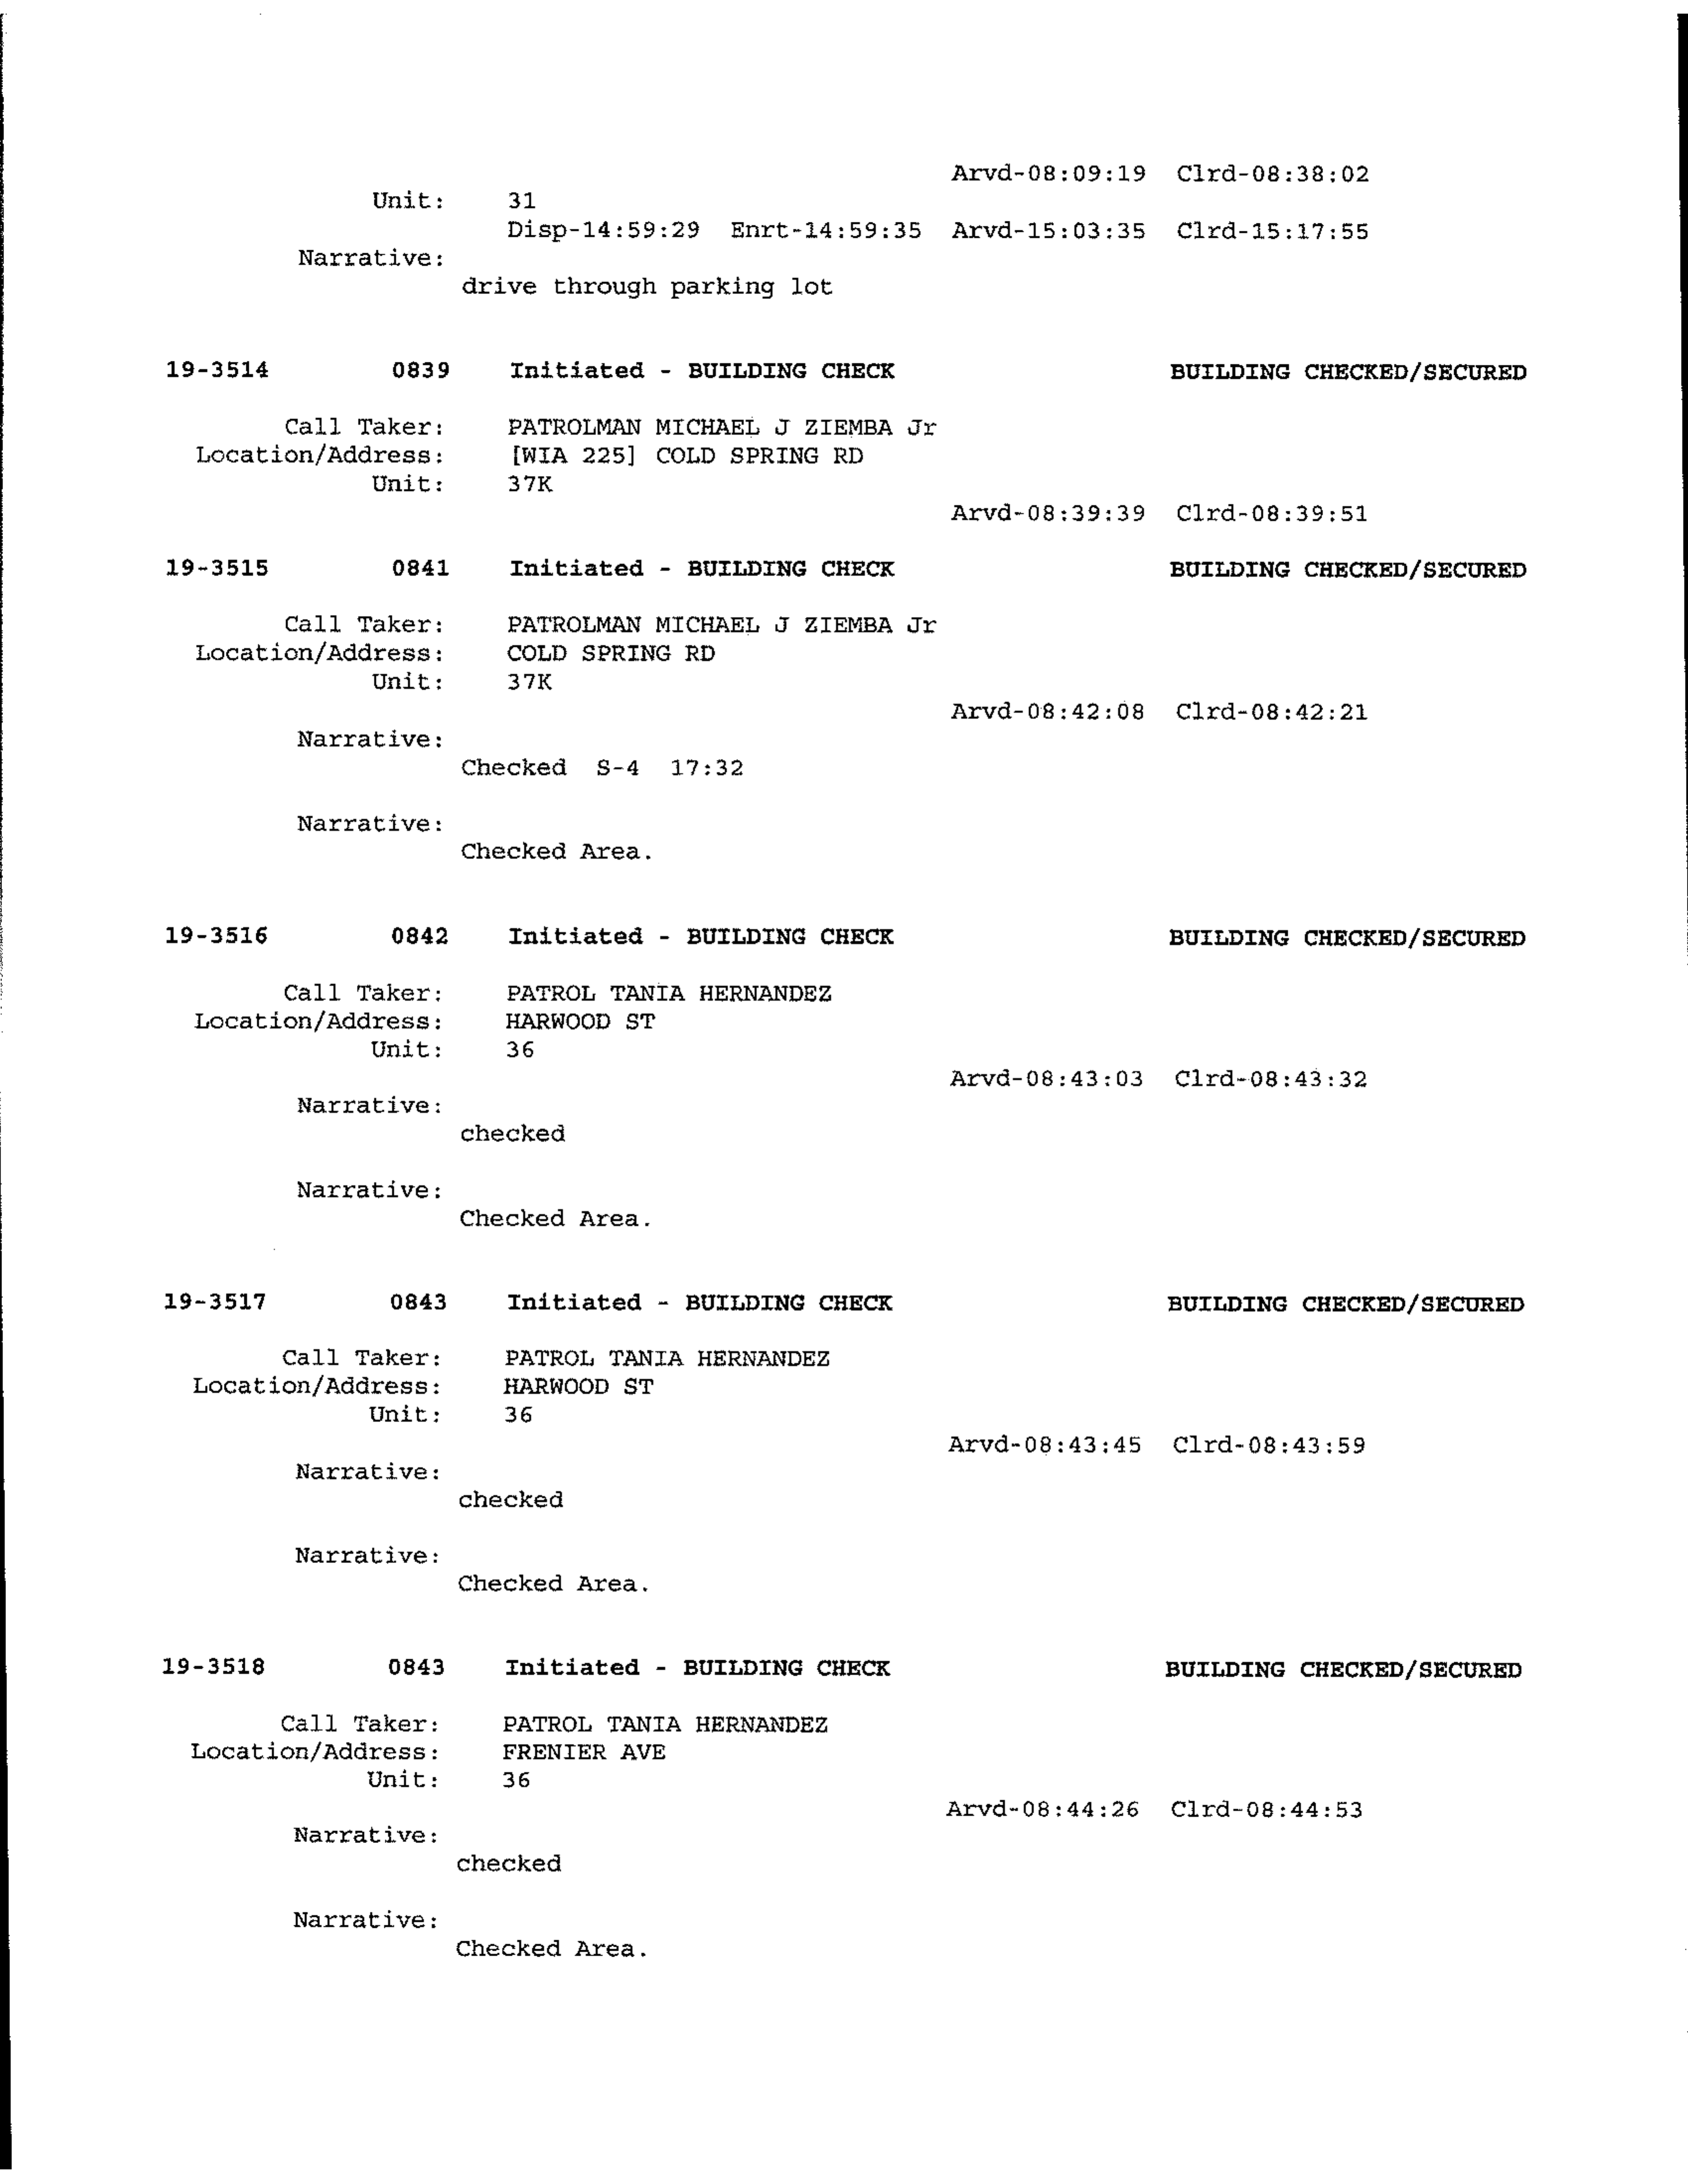 Arvd-08:09:19 Clrd-08:38:02
Unit: 31
Disp-14:59:29 Enrt-14:59:35 Arvd-15:03:35 Clrd-15:17:55
Narrative:
drive through parking lot
19-3514 0839 Initiated - BUILDING CHECK BUILDING CHECKED/SECURED
Call Taker: PATROLMAN MICHAEL J ZIEMBA Jr
Location/Address: [WIA 225] COLD SPRING RD
Unit: 37K
Arvd-08:39:39 Clrd-08:39:51
19-3515 0841 Initiated - BUILDING CHECK BUILDING CHECKED/SECURED
Call Taker: PATROLMAN MICHAEL J ZIEMBA Jr
Location/Address: COLD SPRING RD
Unit: 37K
Arvd-08:42:08 Clrd-08:42:21
Narrative:
Checked S-4 17:32
Narrative:
Checked Area.
19-3516 0842 Initiated - BUILDING CHECK BUILDING CHECKED/SECURED
Call Taker: PATROL TANIA HERNANDEZ
Location/Address: HARWOOD ST
Unit: 36
Arvd-08:43:03 Clrd-08:43:32
Narrative:
checked
Narrative:
Checked Area.
19-3517 0843 Initiated - BUILDING CHECK BUILDING CHECKED/SECURED
Call Taker: PATROL TANIA HERNANDEZ
Location/Address: HARWOOD ST
Unit: 36
Arvd-08:43:45 Clrd-08:43:59
Narrative:
checked
Narrative:
Checked Area.
19-3518 0843 Initiated - BUILDING CHECK BUILDING CHECKED/SECURED
Call Taker: PATROL TANIA HERNANDEZ
Location/Address: FRENIER AVE
Unit: 36
Arvd-08:44:26 Clrd-08:44:53
Narrative:
checked
Narrative:
Checked Area.